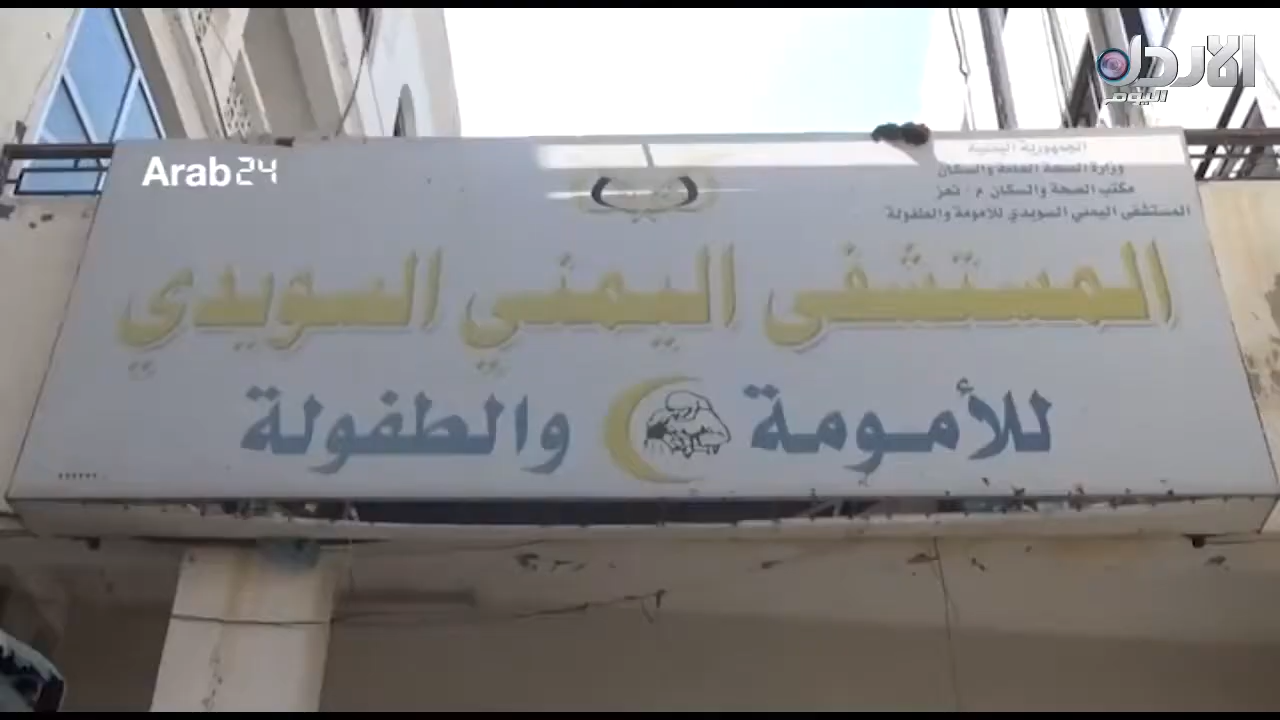 الأردن
اليوم
Arab24
الجمهورية اليمنية
وزارة الصحة العامة والسكان
مكتب الصحة والسكان م - تعز
المستشفى اليمني السويدي للأمومة والطفولة
المستشفى اليمني السويدي
للأمومة والطفولة